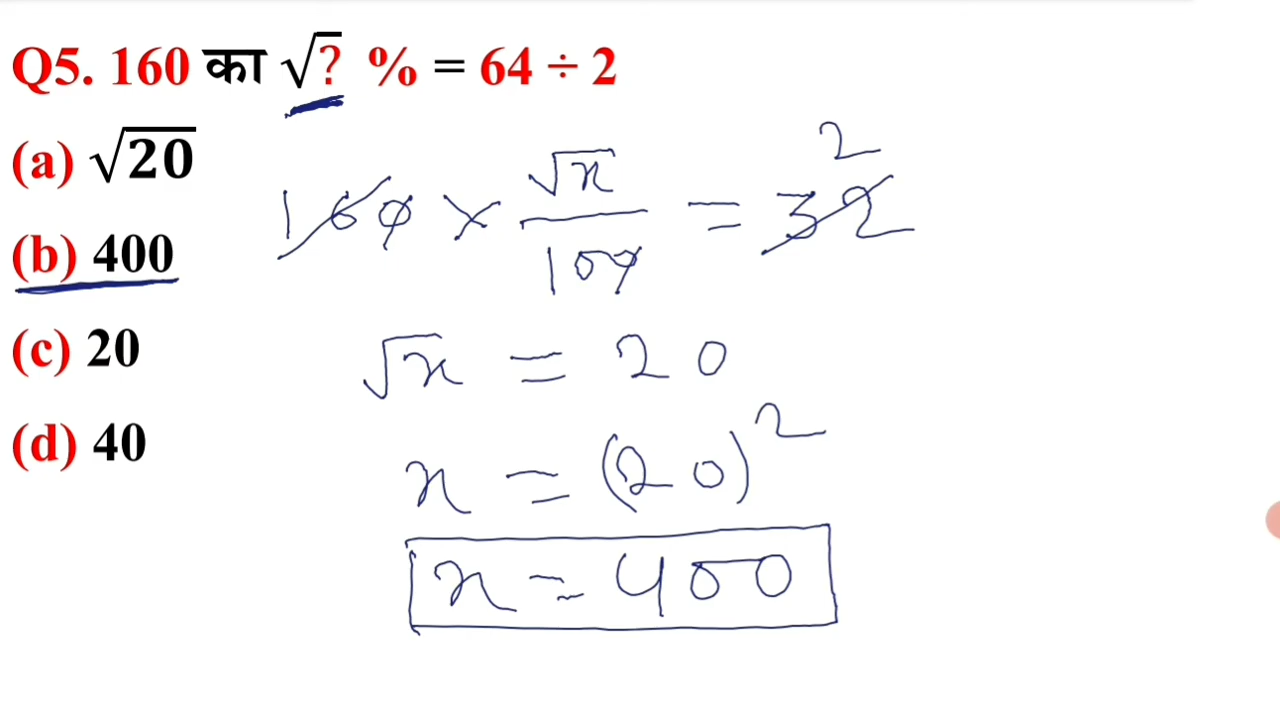 Q5. 160 का √? % = 64 ÷ 2
(a) √20
(b) 400
(c) 20
(d) 40
160 × √x/100 = 32
2
√x = 20
x = (20)²
x = 400